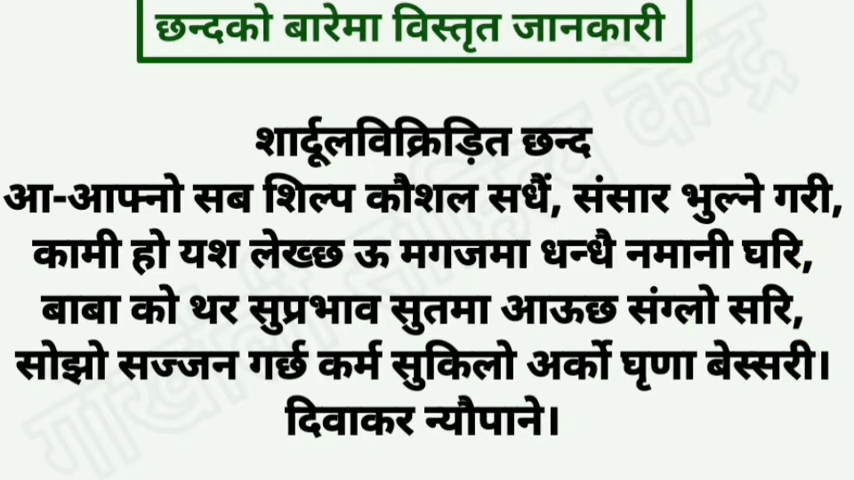 छन्दको बारेमा विस्तृत जानकारी
शार्दूलविक्रिड़ित छन्द
आ-आफ्नो सब शिल्प कौशल सधैं, संसार भुल्ने गरी,
कामी हो यश लेख्छ ऊ मगजमा धन्धै नमानी घरि,
बाबा को थर सुप्रभाव सुतमा आऊछ संग्लो सरि,
सोझो सज्जन गर्छ कर्म सुकिलो अर्को घृणा बेस्सरी।
दिवाकर न्यौपाने।